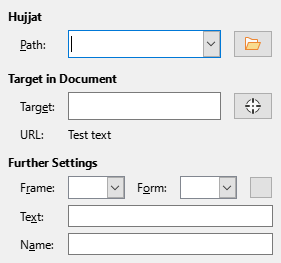 Hujjat
Path:
Target in Document
Target:
URL: Test text
Further Settings
Frame: Form:
Text:
Name: